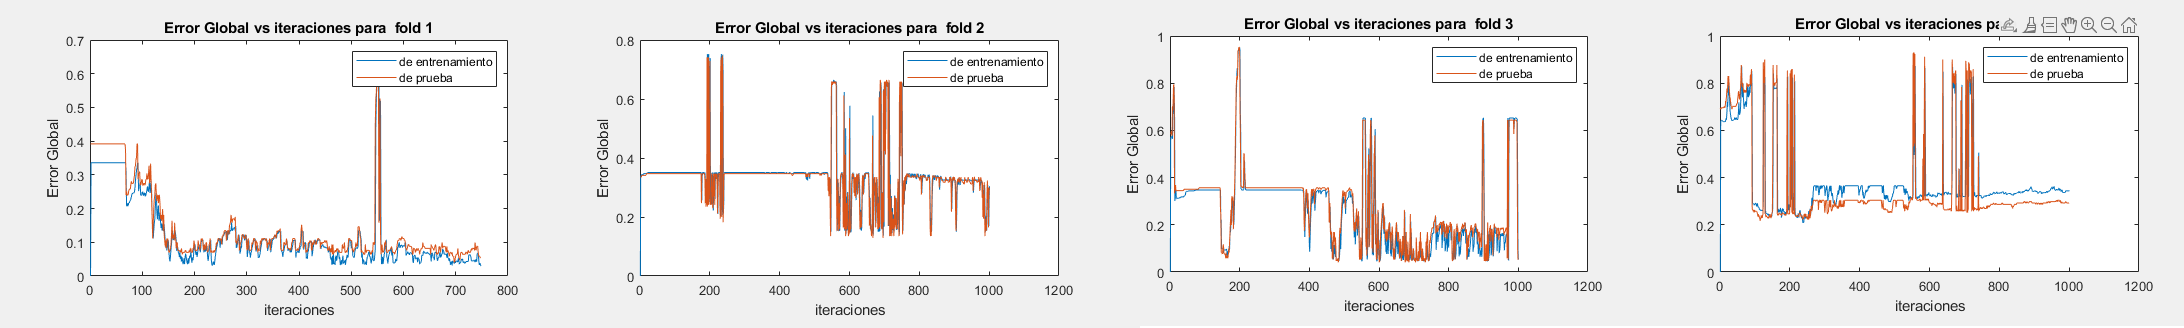 Error Global vs iteraciones para  fold 1
0.7
0.6
0.5
0.4
0.3
0.2
0.1
0
Error Global
de entrenamiento
de prueba
0 100 200 300 400 500 600 700 800
iteraciones
Error Global vs iteraciones para  fold 2
0.8
0.6
0.4
0.2
0
Error Global
de entrenamiento
de prueba
0 200 400 600 800 1000 1200
iteraciones
Error Global vs iteraciones para  fold 3
1
0.8
0.6
0.4
0.2
0
Error Global
de entrenamiento
de prueba
0 200 400 600 800 1000 1200
iteraciones
Error Global vs iteraciones
1
0.8
0.6
0.4
0.2
0
Error Global
de entrenamiento
de prueba
0 200 400 600 800 1000 1200
iteraciones